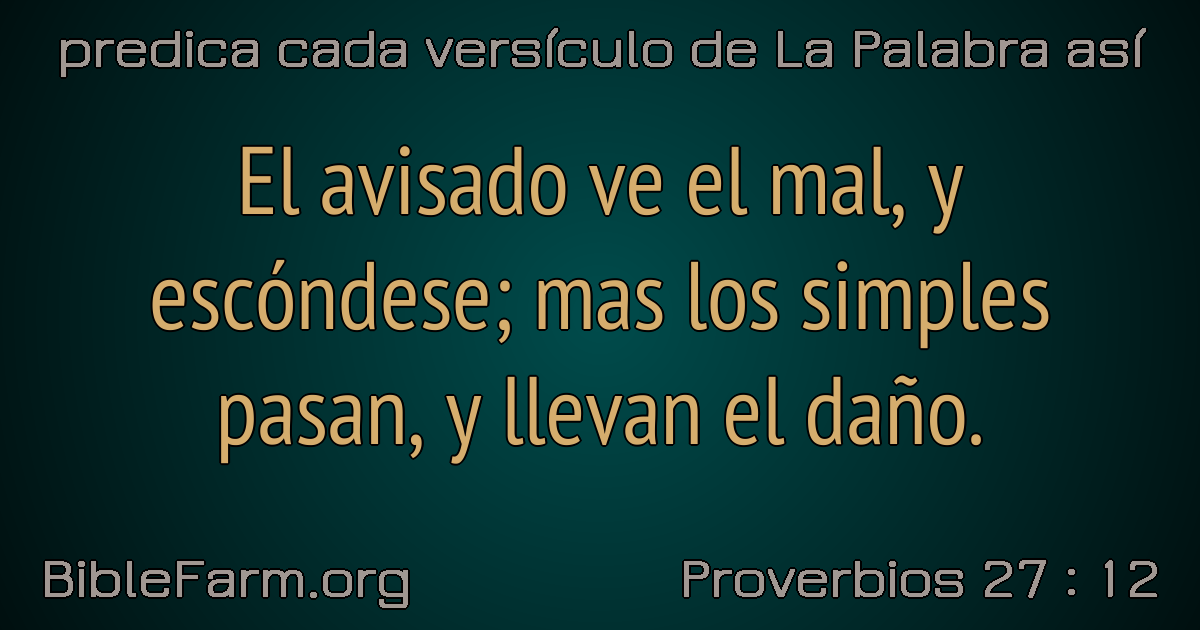 predica cada versículo de La Palabra así
El avisado ve el mal, y
escóndese; mas los simples
pasan, y llevan el daño.
BibleFarm.org
Proverbios 27 : 12